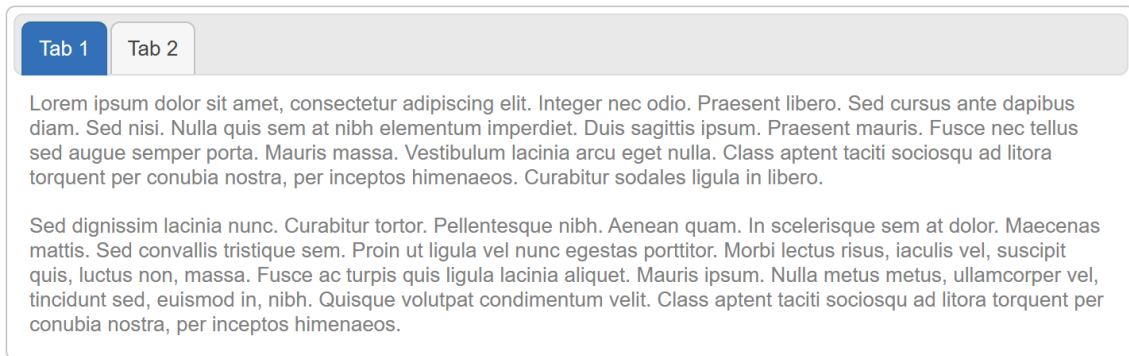 Tab 1 Tab 2
Lorem ipsum dolor sit amet, consectetur adipiscing elit. Integer nec odio. Praesent libero. Sed cursus ante dapibus
diam. Sed nisi. Nulla quis sem at nibh elementum imperdiet. Duis sagittis ipsum. Praesent mauris. Fusce nec tellus
sed augue semper porta. Mauris massa. Vestibulum lacinia arcu eget nulla. Class aptent taciti sociosqu ad litora
torquent per conubia nostra, per inceptos himenaeos. Curabitur sodales ligula in libero.
Sed dignissim lacinia nunc. Curabitur tortor. Pellentesque nibh. Aenean quam. In scelerisque sem at dolor. Maecenas
mattis. Sed convallis tristique sem. Proin ut ligula vel nunc egestas porttitor. Morbi lectus risus, iaculis vel, suscipit
quis, luctus non, massa. Fusce ac turpis quis ligula lacinia aliquet. Mauris ipsum. Nulla metus metus, ullamcorper vel,
tincidunt sed, euismod in, nibh. Quisque volutpat condimentum velit. Class aptent taciti sociosqu ad litora torquent per
conubia nostra, per inceptos himenaeos.